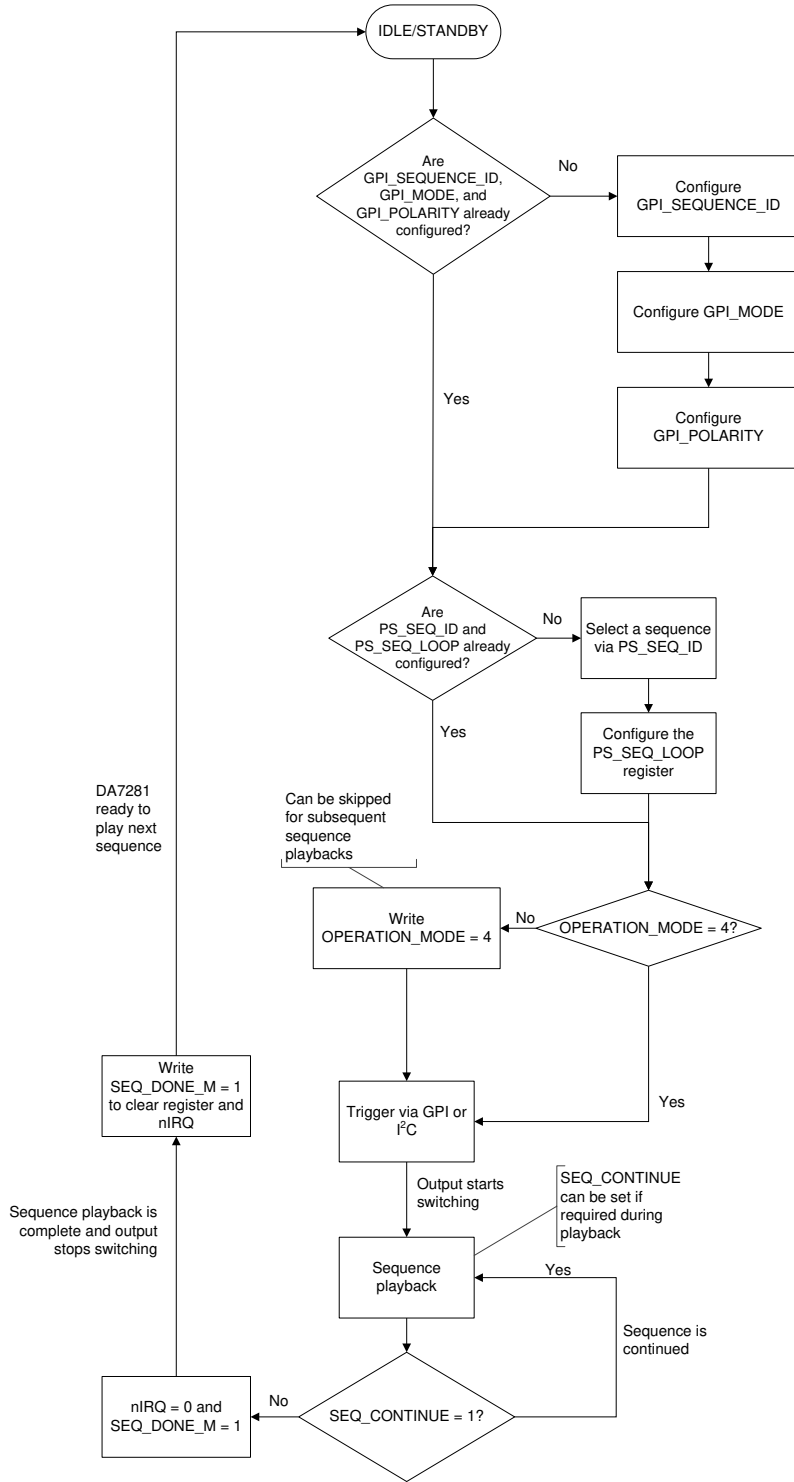 IDLE/STANDBY
Are
GPI_SEQUENCE_ID,
GPI_MODE, and
GPI_POLARITY already
configured?
No
Configure
GPI_SEQUENCE_ID
Configure GPI_MODE
Configure
GPI_POLARITY
Yes
Are
PS_SEQ_ID and
PS_SEQ_LOOP already
configured?
No
Select a sequence
via PS_SEQ_ID
Configure the
PS_SEQ_LOOP
register
Yes
DA7281
ready to
play next
sequence
Can be skipped
for subsequent
sequence
playbacks
Write
OPERATION_MODE = 4
No
OPERATION_MODE = 4?
Yes
Write
SEQ_DONE_M = 1
to clear register and
nIRQ
Trigger via GPI or
I²C
Output starts
switching
SEQ_CONTINUE
can be set if
required during
playback
Sequence playback is
complete and output
stops switching
Sequence
playback
Yes
Sequence is
continued
nIRQ = 0 and
SEQ_DONE_M = 1
No
SEQ_CONTINUE = 1?